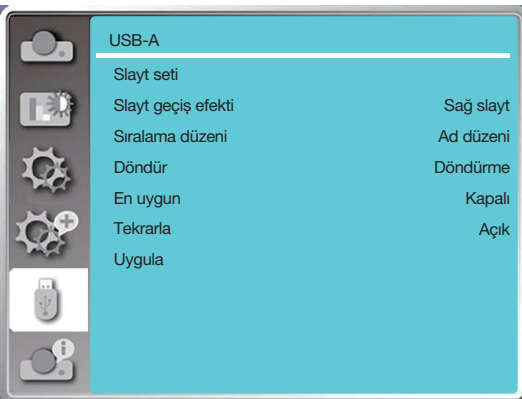 USB-A
Slayt seti
Slayt geçiş efekti Sağ slayt
Sıralama düzeni Ad düzeni
Döndür Döndürme
En uygun Kapalı
Tekrarla Açık
Uygula